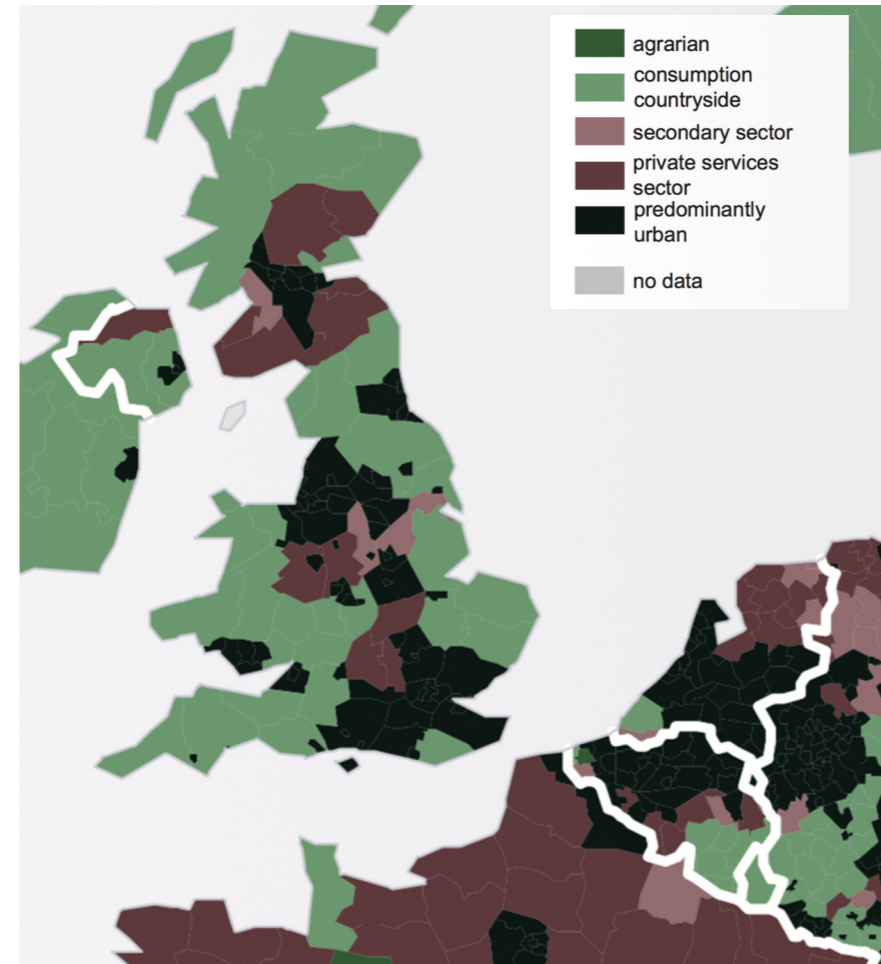 agrarian
consumption
countryside
secondary sector
private services
sector
predominantly
urban
no data